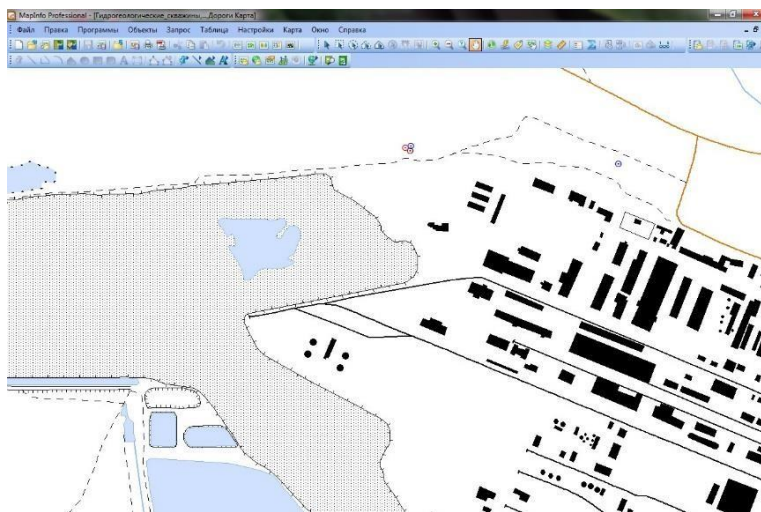 MapInfo Professional - [Гидрогеологические_скважины,...,Дороги Карта]
Файл Правка Программы Объекты Запрос Таблица Настройки Карта Окно Справка